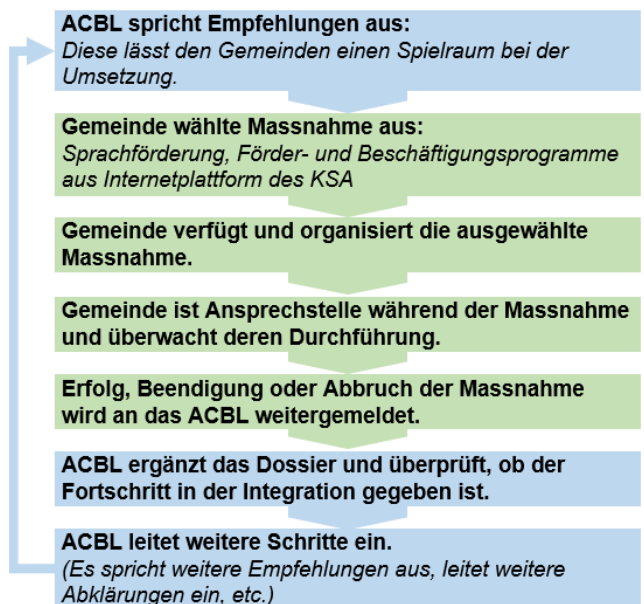 ACBL spricht Empfehlungen aus:
Diese lässt den Gemeinden einen Spielraum bei der
Umsetzung.
Gemeinde wählte Massnahme aus:
Sprachförderung, Förder- und Beschäftigungsprogramme
aus Internetplattform des KSA
Gemeinde verfügt und organisiert die ausgewählte
Massnahme.
Gemeinde ist Ansprechstelle während der Massnahme
und überwacht deren Durchführung.
Erfolg, Beendigung oder Abbruch der Massnahme
wird an das ACBL weitergemeldet.
ACBL ergänzt das Dossier und überprüft, ob der
Fortschritt in der Integration gegeben ist.
ACBL leitet weitere Schritte ein.
(Es spricht weitere Empfehlungen aus, leitet weitere
Abklärungen ein, etc.)